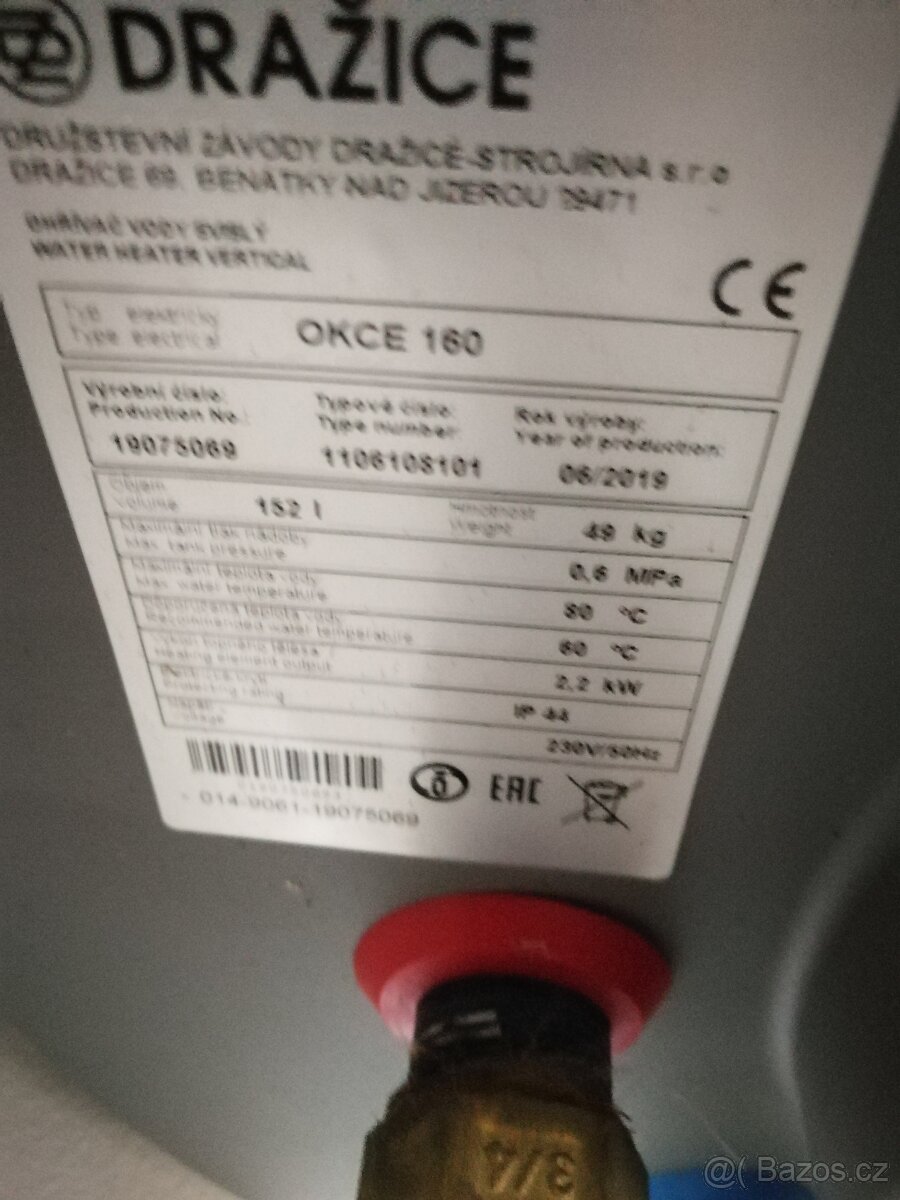 DRAŽICE
DRUŽSTEVNÍ ZÁVODY DRAŽICE-STROJÍRNA s.r.o
DRAŽICE 69, BENÁTKY NAD JIZEROU 29471
OHŘÍVAČ VODY SVISLÝ
WATER HEATER VERTICAL
CE
Typ elektrický
Type electrical
OKCE 160
Výrobní číslo:
Production No.:
19075069
Typové číslo:
Type number:
1106108101
Rok výroby:
Year of production:
06/2019
Objem
Volume
152 l
Hmotnost
Weight
49 kg
Maximální tlak nádoby
Max. tank pressure
0,6 MPa
Maximální teplota vody
Max. water temperature
80 °C
Doporučená teplota vody
Recommended water temperature
60 °C
Výkon topného tělesa
Heating element output
2,2 kW
Protecting rating
IP 44
Napětí
Voltage
230V/50Hz
014-9061-19075069
EAC
3/4
@( Bazos.cz